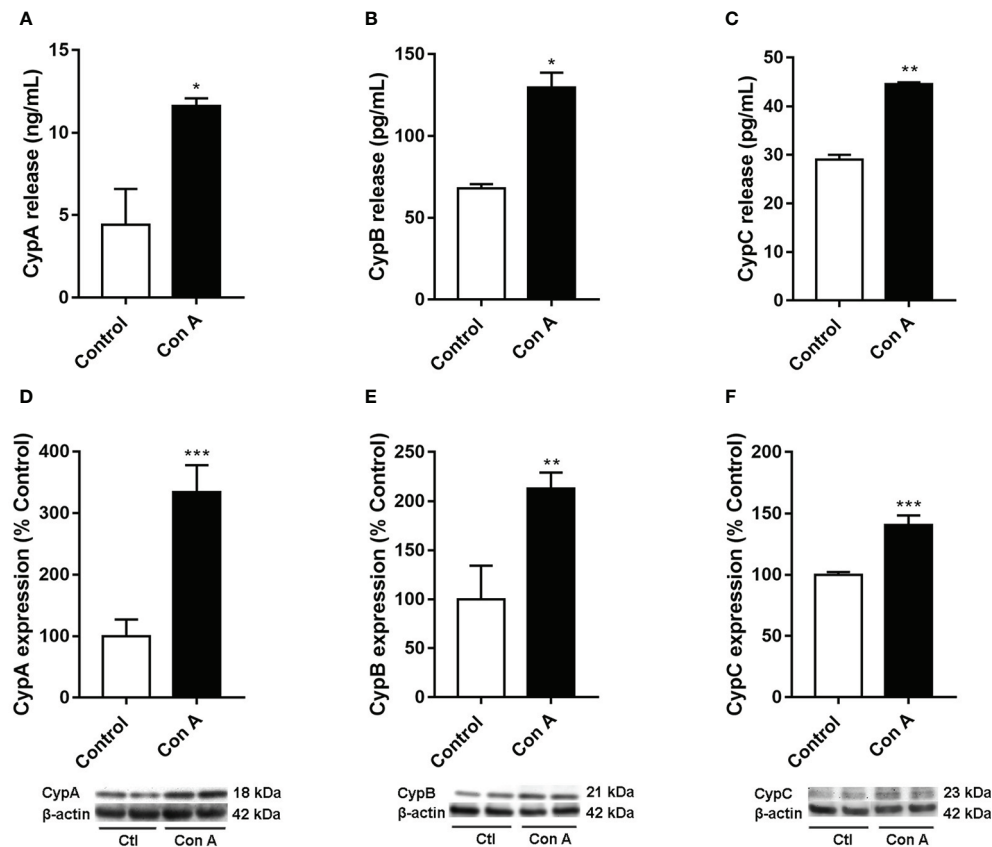 A
CypA release (ng/mL)
15
10
5
0
*
Control
Con A
B
CypB release (pg/mL)
150
100
50
0
*
Control
Con A
C
CypC release (pg/mL)
50
40
30
20
10
0
**
Control
Con A
D
CypA expression (% Control)
400
300
200
100
0
***
Control
Con A
CypA 18 kDa
β-actin 42 kDa
Ctl Con A
E
CypB expression (% Control)
250
200
150
100
50
0
**
Control
Con A
CypB 21 kDa
β-actin 42 kDa
Ctl Con A
F
CypC expression (% Control)
200
150
100
50
0
***
Control
Con A
CypC 23 kDa
β-actin 42 kDa
Ctl Con A